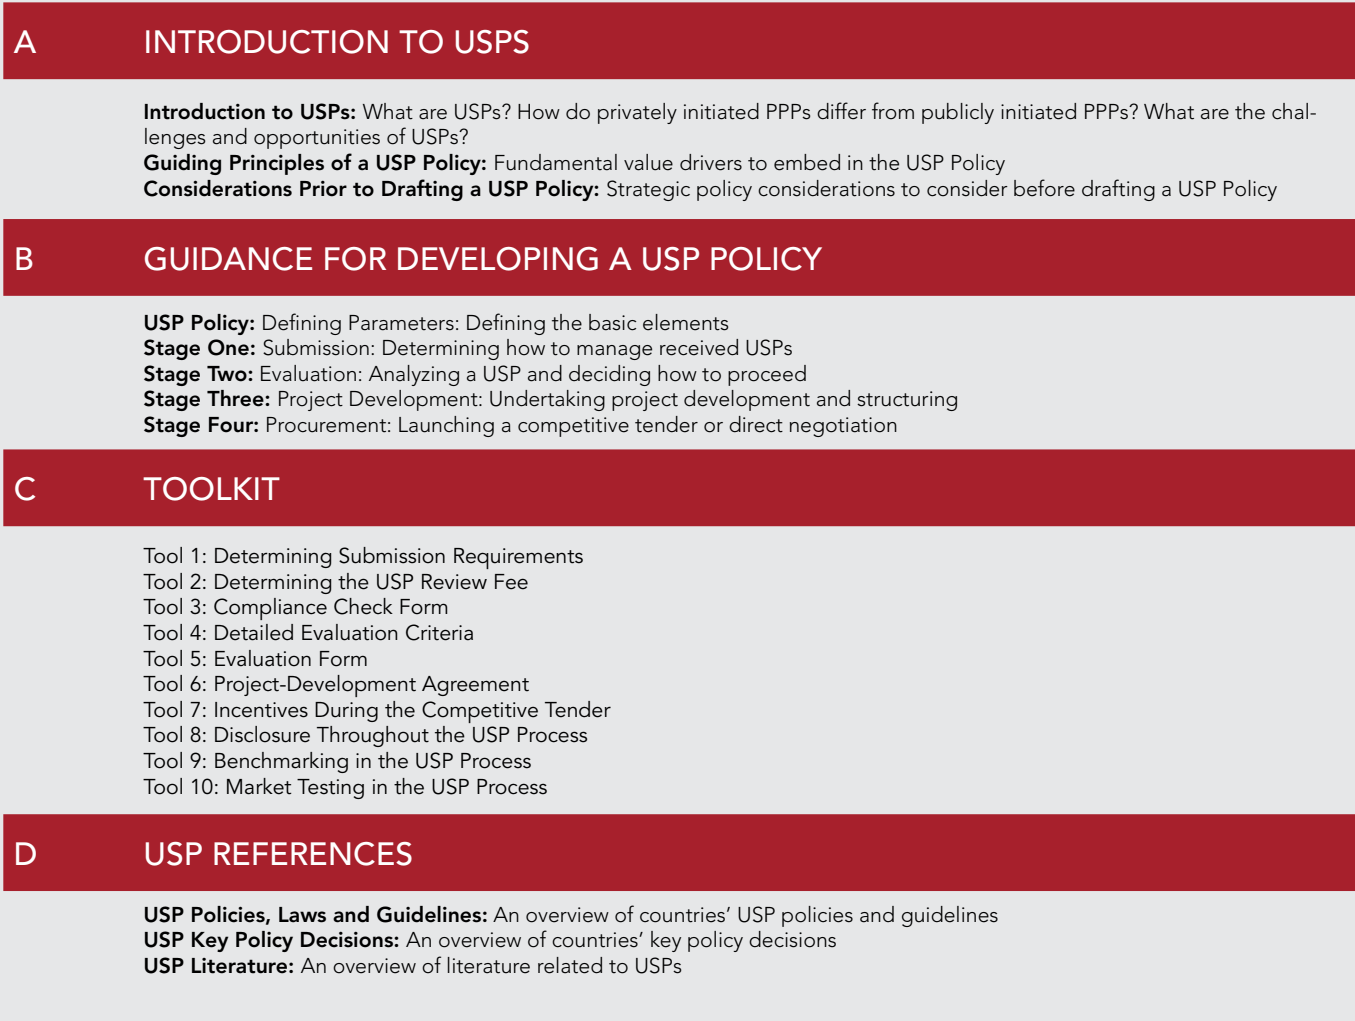 A INTRODUCTION TO USPS
Introduction to USPs: What are USPs? How do privately initiated PPPs differ from publicly initiated PPPs? What are the chal-
lenges and opportunities of USPs?
Guiding Principles of a USP Policy: Fundamental value drivers to embed in the USP Policy
Considerations Prior to Drafting a USP Policy: Strategic policy considerations to consider before drafting a USP Policy
B GUIDANCE FOR DEVELOPING A USP POLICY
USP Policy: Defining Parameters: Defining the basic elements
Stage One: Submission: Determining how to manage received USPs
Stage Two: Evaluation: Analyzing a USP and deciding how to proceed
Stage Three: Project Development: Undertaking project development and structuring
Stage Four: Procurement: Launching a competitive tender or direct negotiation
C TOOLKIT
Tool 1: Determining Submission Requirements
Tool 2: Determining the USP Review Fee
Tool 3: Compliance Check Form
Tool 4: Detailed Evaluation Criteria
Tool 5: Evaluation Form
Tool 6: Project-Development Agreement
Tool 7: Incentives During the Competitive Tender
Tool 8: Disclosure Throughout the USP Process
Tool 9: Benchmarking in the USP Process
Tool 10: Market Testing in the USP Process
D USP REFERENCES
USP Policies, Laws and Guidelines: An overview of countries’ USP policies and guidelines
USP Key Policy Decisions: An overview of countries’ key policy decisions
USP Literature: An overview of literature related to USPs